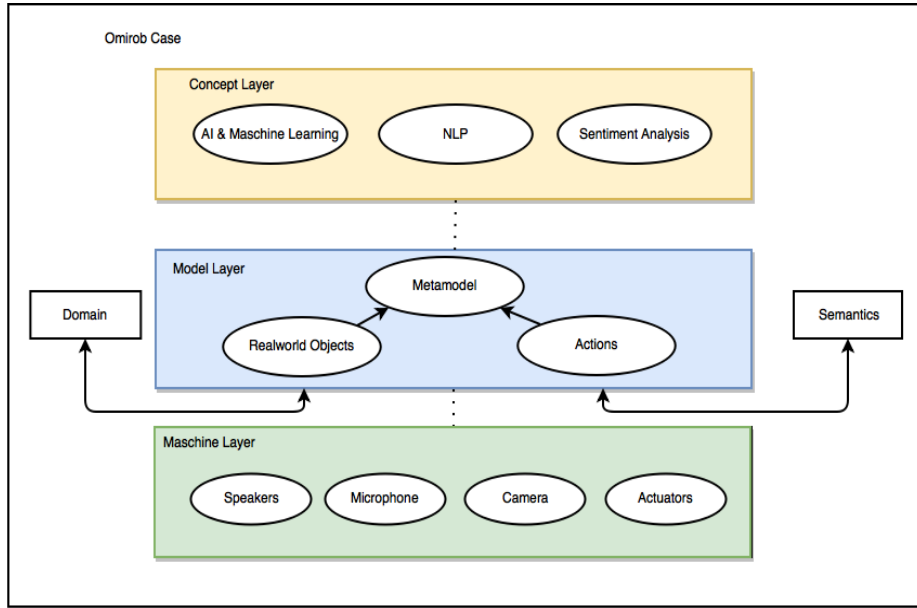 Omirob Case
Concept Layer
AI & Maschine Learning
NLP
Sentiment Analysis
Model Layer
Metamodel
Domain
Semantics
Realworld Objects
Actions
Maschine Layer
Speakers
Microphone
Camera
Actuators